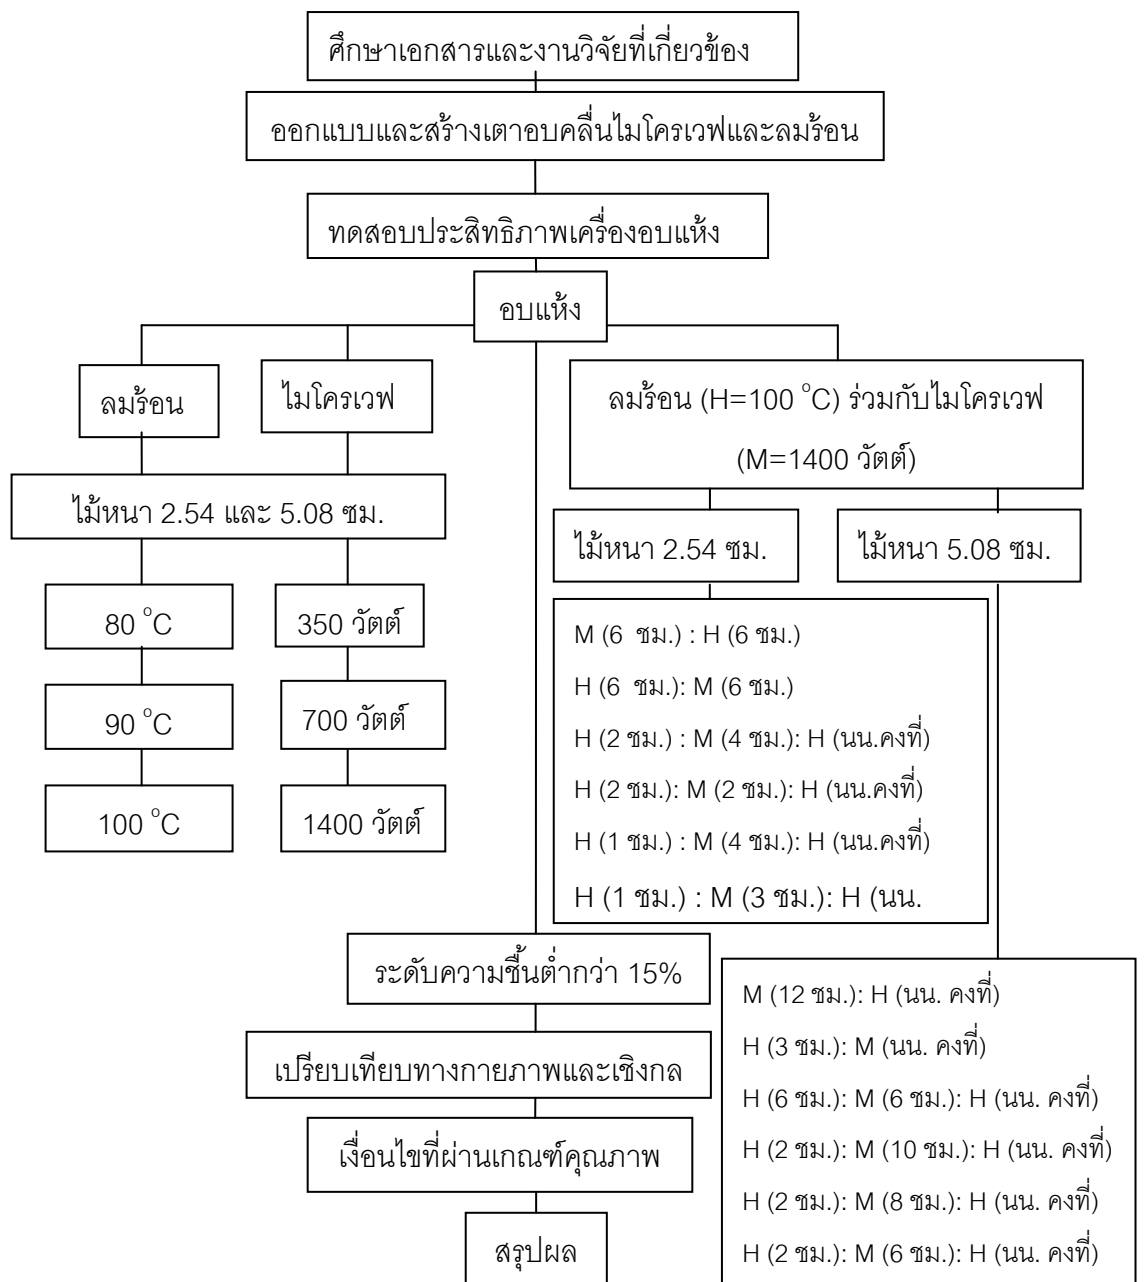 ศึกษาเอกสารและงานวิจัยที่เกี่ยวข้อง
ออกแบบและสร้างเตาอบคลื่นไมโครเวฟและลมร้อน
ทดสอบประสิทธิภาพเครื่องอบแห้ง
อบแห้ง
ลมร้อน
ไมโครเวฟ
ไม้หนา 2.54 และ 5.08 ซม.
80 °C
350 วัตต์
90 °C
700 วัตต์
100 °C
1400 วัตต์
ลมร้อน (H=100 °C) ร่วมกับไมโครเวฟ
(M=1400 วัตต์)
ไม้หนา 2.54 ซม.
ไม้หนา 5.08 ซม.
M (6 ชม.) : H (6 ชม.)
H (6 ชม.): M (6 ชม.)
H (2 ชม.) : M (4 ชม.): H (นน.คงที่)
H (2 ชม.): M (2 ชม.): H (นน.คงที่)
H (1 ชม.) : M (4 ชม.): H (นน.คงที่)
H (1 ชม.) : M (3 ชม.): H (นน.
M (12 ชม.): H (นน. คงที่)
H (3 ชม.): M (นน. คงที่)
H (6 ชม.): M (6 ชม.): H (นน. คงที่)
H (2 ชม.): M (10 ชม.): H (นน. คงที่)
H (2 ชม.): M (8 ชม.): H (นน. คงที่)
H (2 ชม.): M (6 ชม.): H (นน. คงที่)
ระดับความชื้นต่ำกว่า 15%
เปรียบเทียบทางกายภาพและเชิงกล
เงื่อนไขที่ผ่านเกณฑ์คุณภาพ
สรุปผล